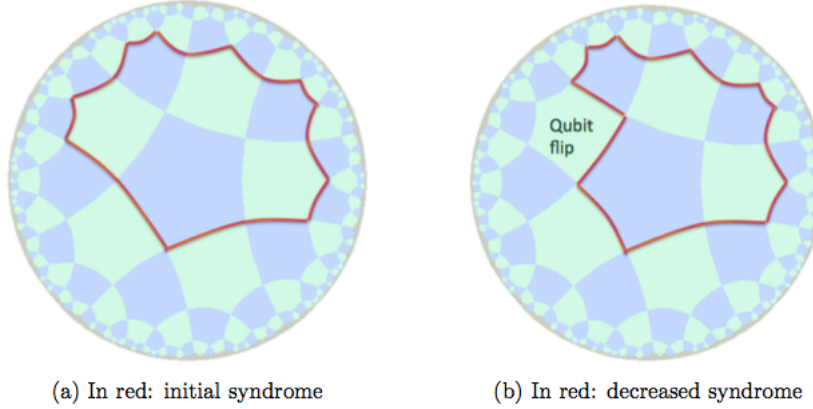 Qubit
flip
(a) In red: initial syndrome
(b) In red: decreased syndrome